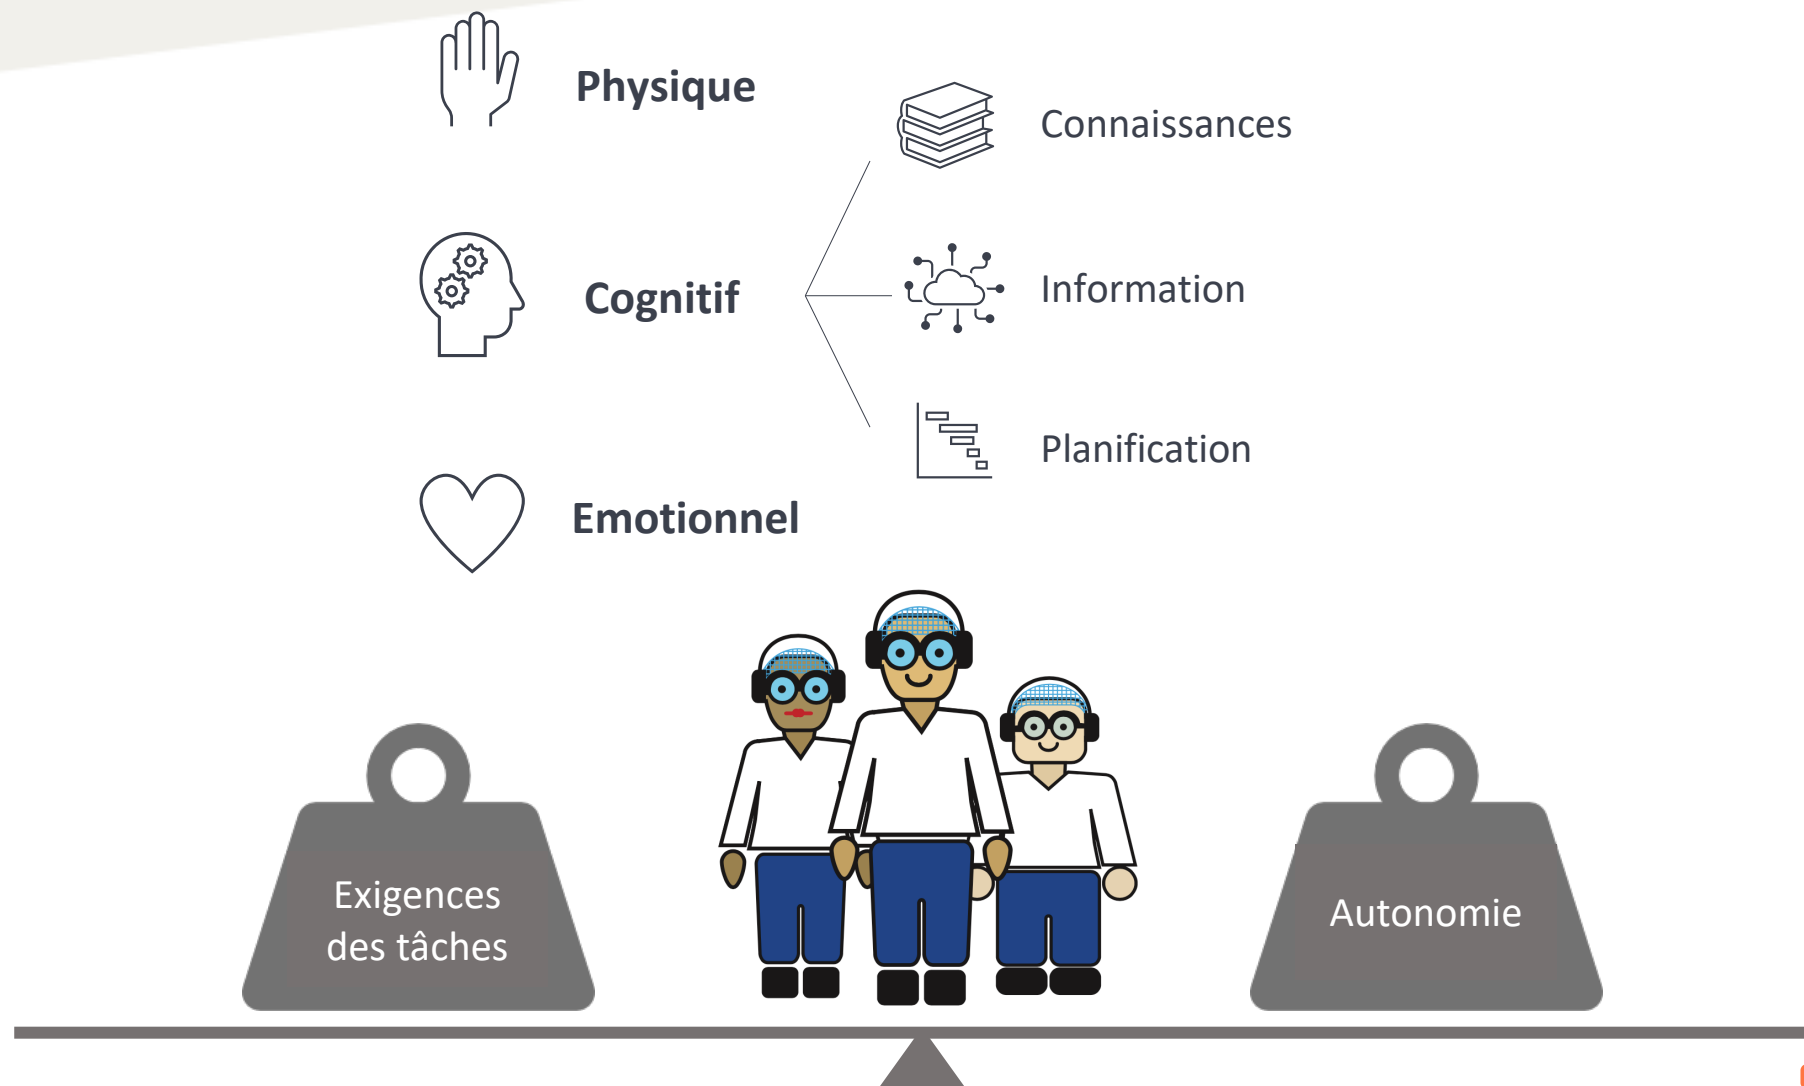 Physique
Connaissances
Cognitif
Information
Planification
Emotionnel
Exigences
des tâches
Autonomie